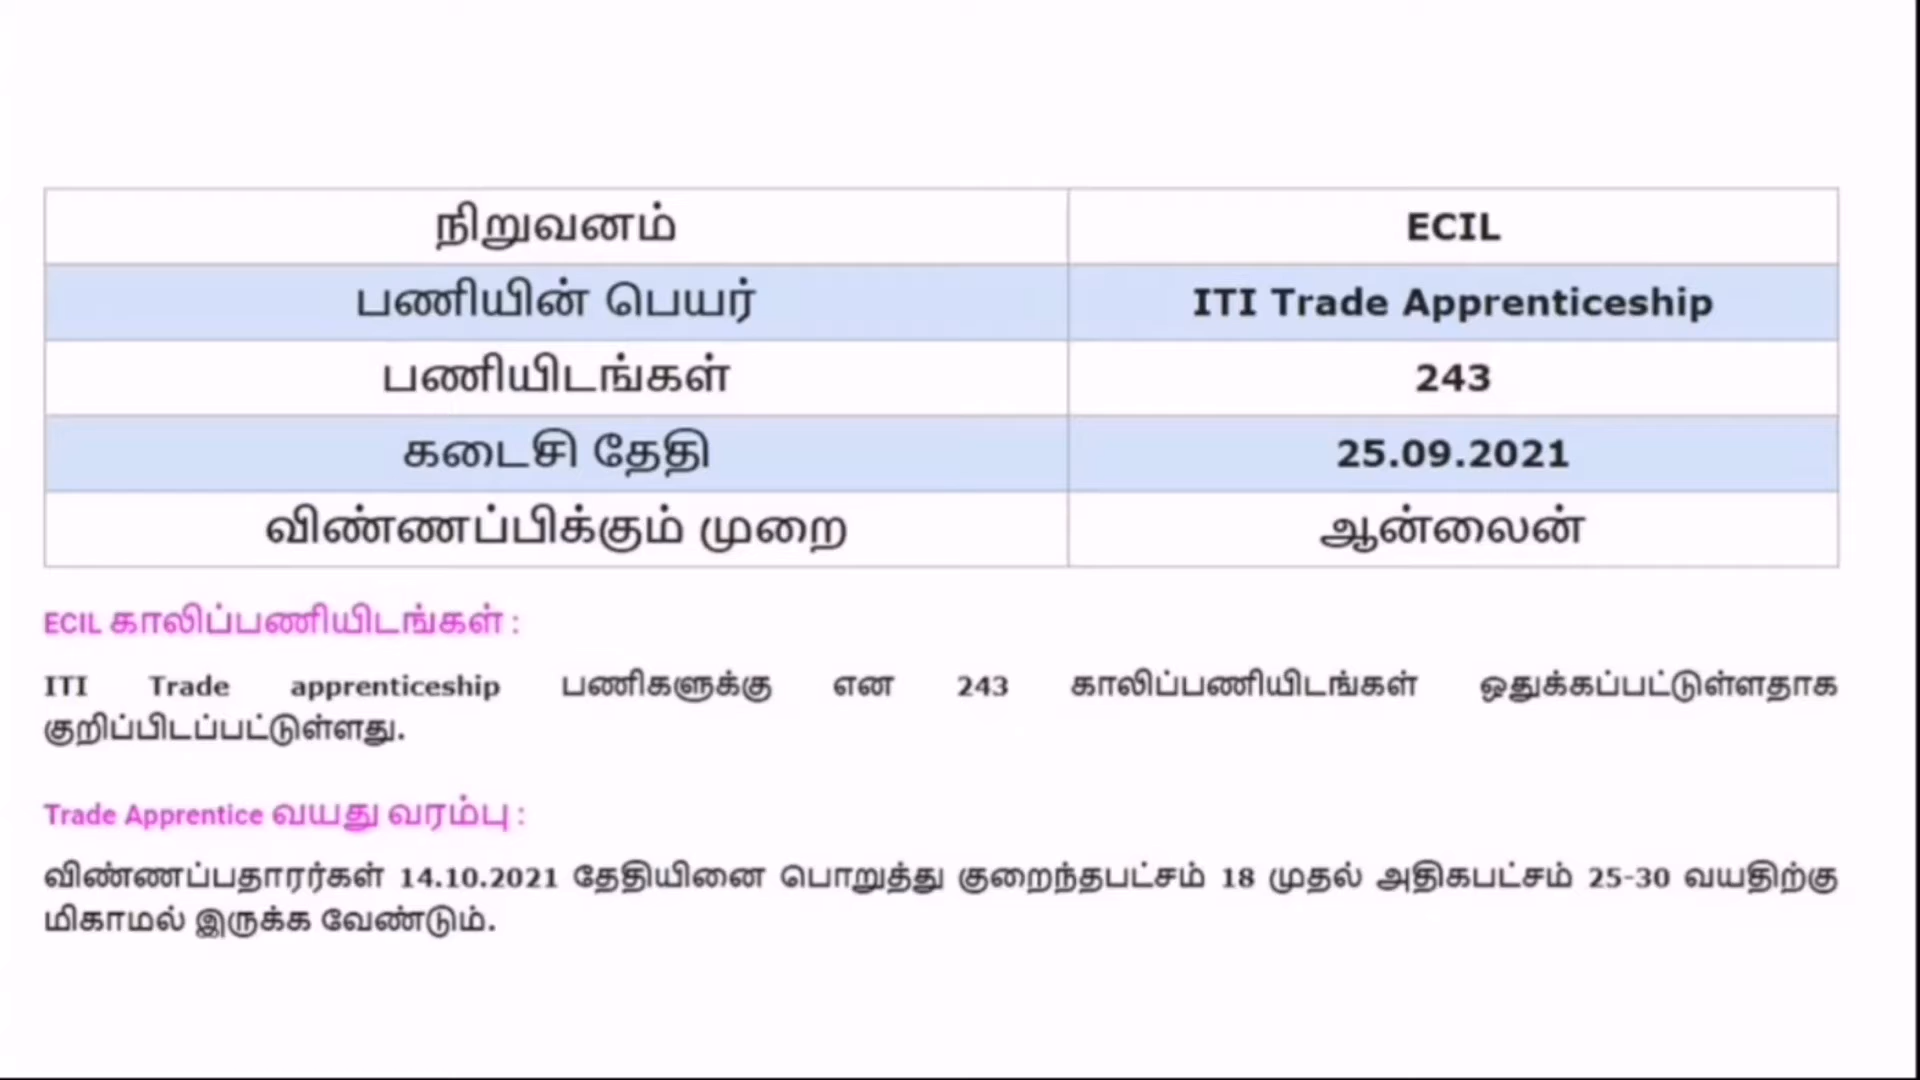 நிறுவனம் ECIL
பணியின் பெயர் ITI Trade Apprenticeship
பணியிடங்கள் 243
கடைசி தேதி 25.09.2021
விண்ணப்பிக்கும் முறை ஆன்லைன்
ECIL காலிப்பணியிடங்கள் :
ITI Trade apprenticeship பணிகளுக்கு என 243 காலிப்பணியிடங்கள் ஒதுக்கப்பட்டுள்ளதாக
குறிப்பிடப்பட்டுள்ளது.
Trade Apprentice வயது வரம்பு :
விண்ணப்பதாரர்கள் 14.10.2021 தேதியினை பொறுத்து குறைந்தபட்சம் 18 முதல் அதிகபட்சம் 25-30 வயதிற்கு
மிகாமல் இருக்க வேண்டும்.